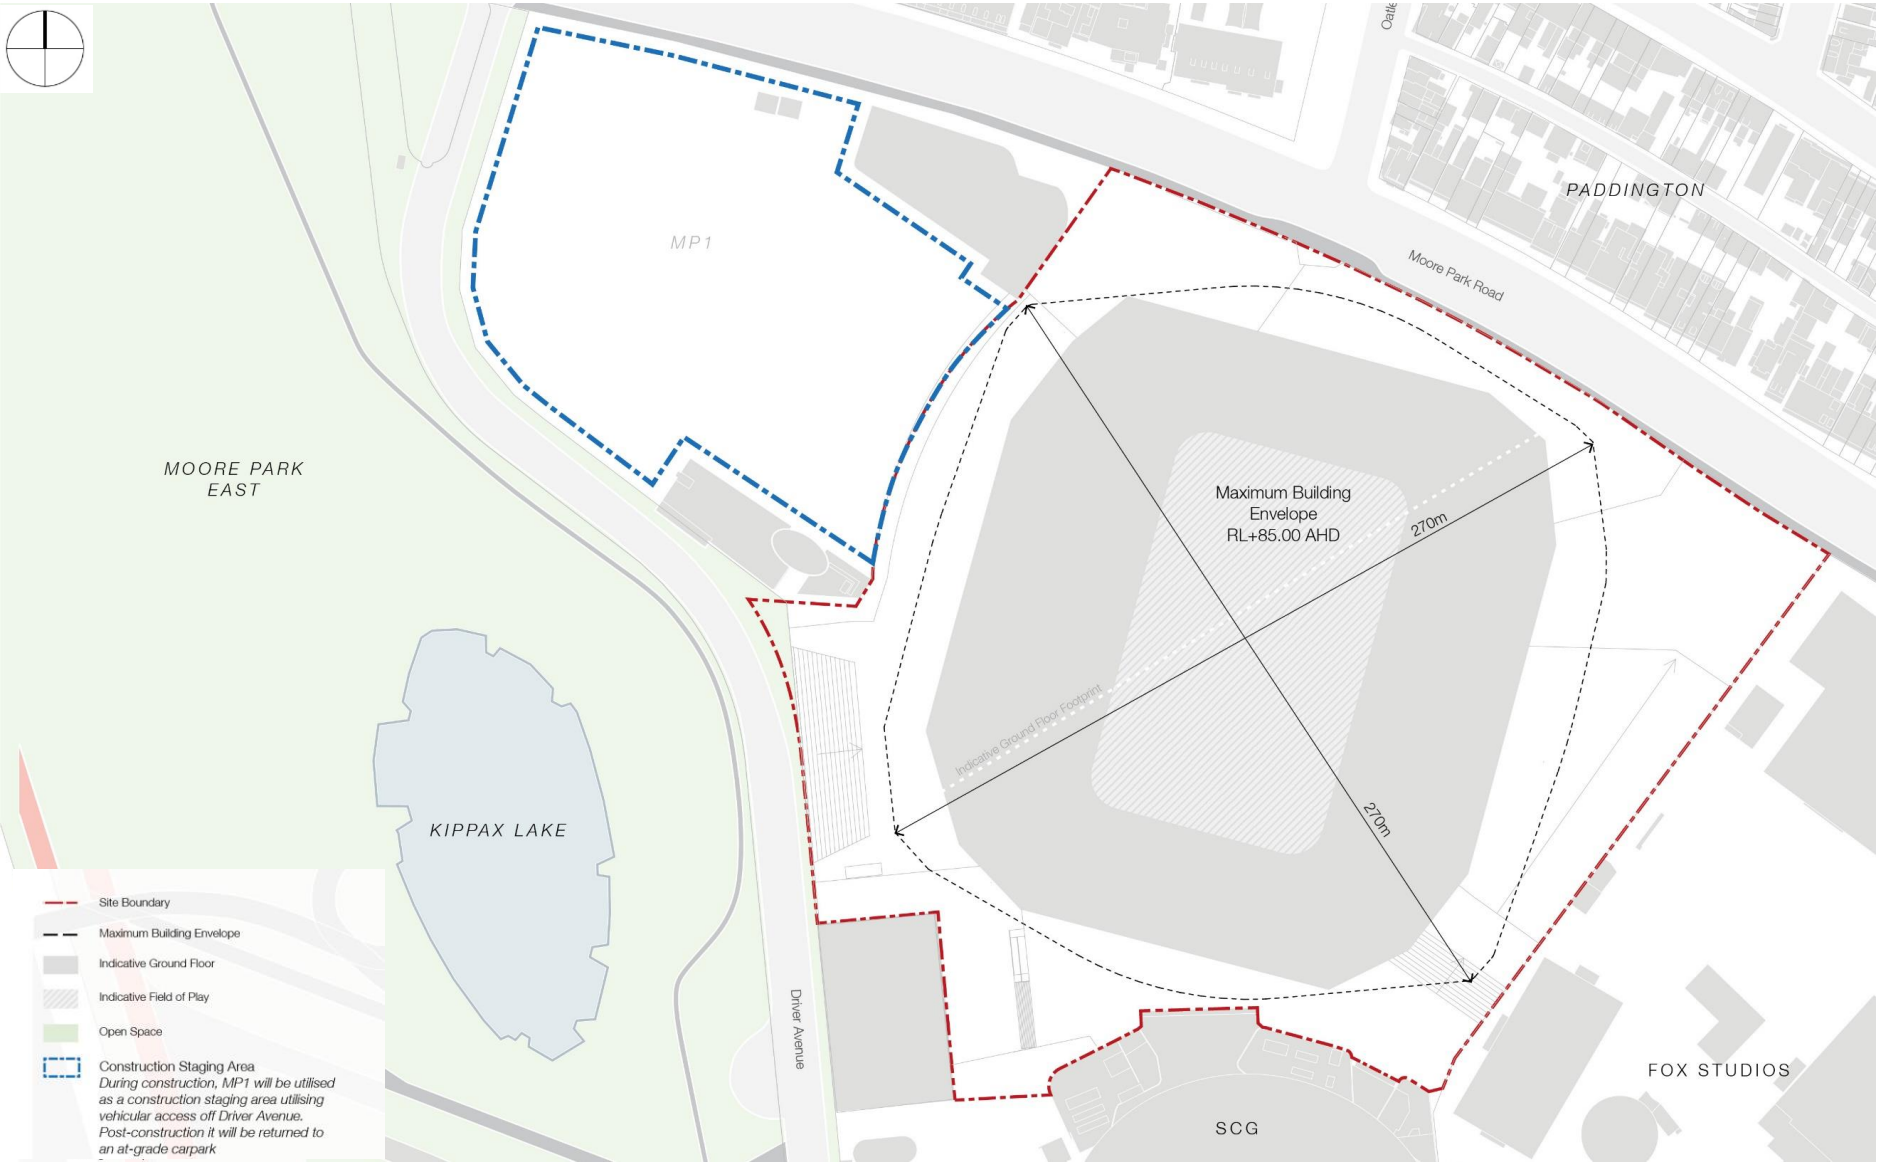 Oatle
PADDINGTON
MP1
Moore Park Road
MOORE PARK
EAST
Maximum Building
Envelope
RL+85.00 AHD
270m
Indicative Ground Floor Footprint
270m
KIPPAX LAKE
Driver Avenue
FOX STUDIOS
SCG
Site Boundary
Maximum Building Envelope
Indicative Ground Floor
Indicative Field of Play
Open Space
Construction Staging Area
During construction, MP1 will be utilised
as a construction staging area utilising
vehicular access off Driver Avenue.
Post-construction it will be returned to
an at-grade carpark